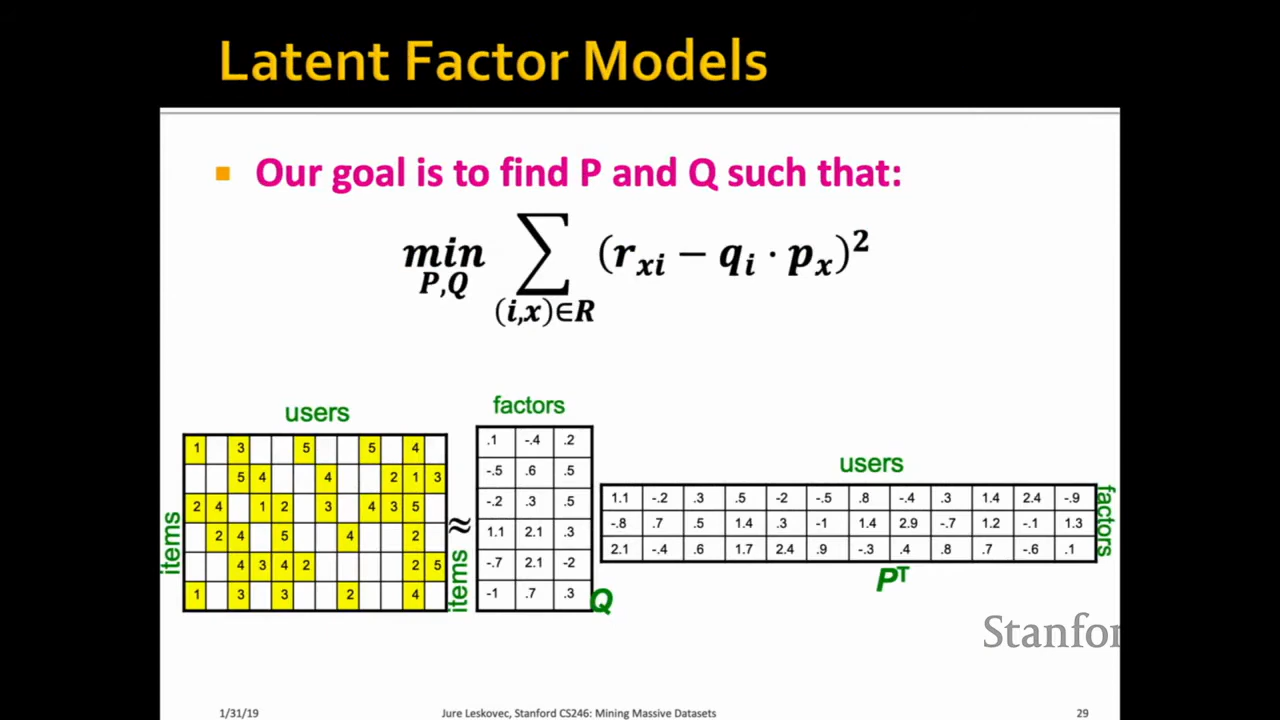 Latent Factor Models
Our goal is to find P and Q such that:
min P,Q ∑ (i,x)∈R (r_xi − q_i · p_x)²
users
1 3 5 5 4
5 4 4 2 1 3
2 4 1 2 3 4 3 5
2 4 5 4 2
4 3 4 2 2 5
1 3 3 2 4
items
≈
factors
.1 -.4 .2
-.5 .6 .5
-.2 .3 .5
1.1 2.1 .3
-.7 2.1 -2
-1 .7 .3
items
Q
users
1.1 -.2 .3 .5 -2 -.5 .8 -.4 .3 1.4 2.4 -.9
-.8 .7 .5 1.4 .3 -1 1.4 2.9 -.7 1.2 -.1 1.3
2.1 -.4 .6 1.7 2.4 .9 -.3 .4 .8 .7 -.6 .1
factors
Pᵀ
Stanfor
1/31/19 Jure Leskovec, Stanford CS246: Mining Massive Datasets 29